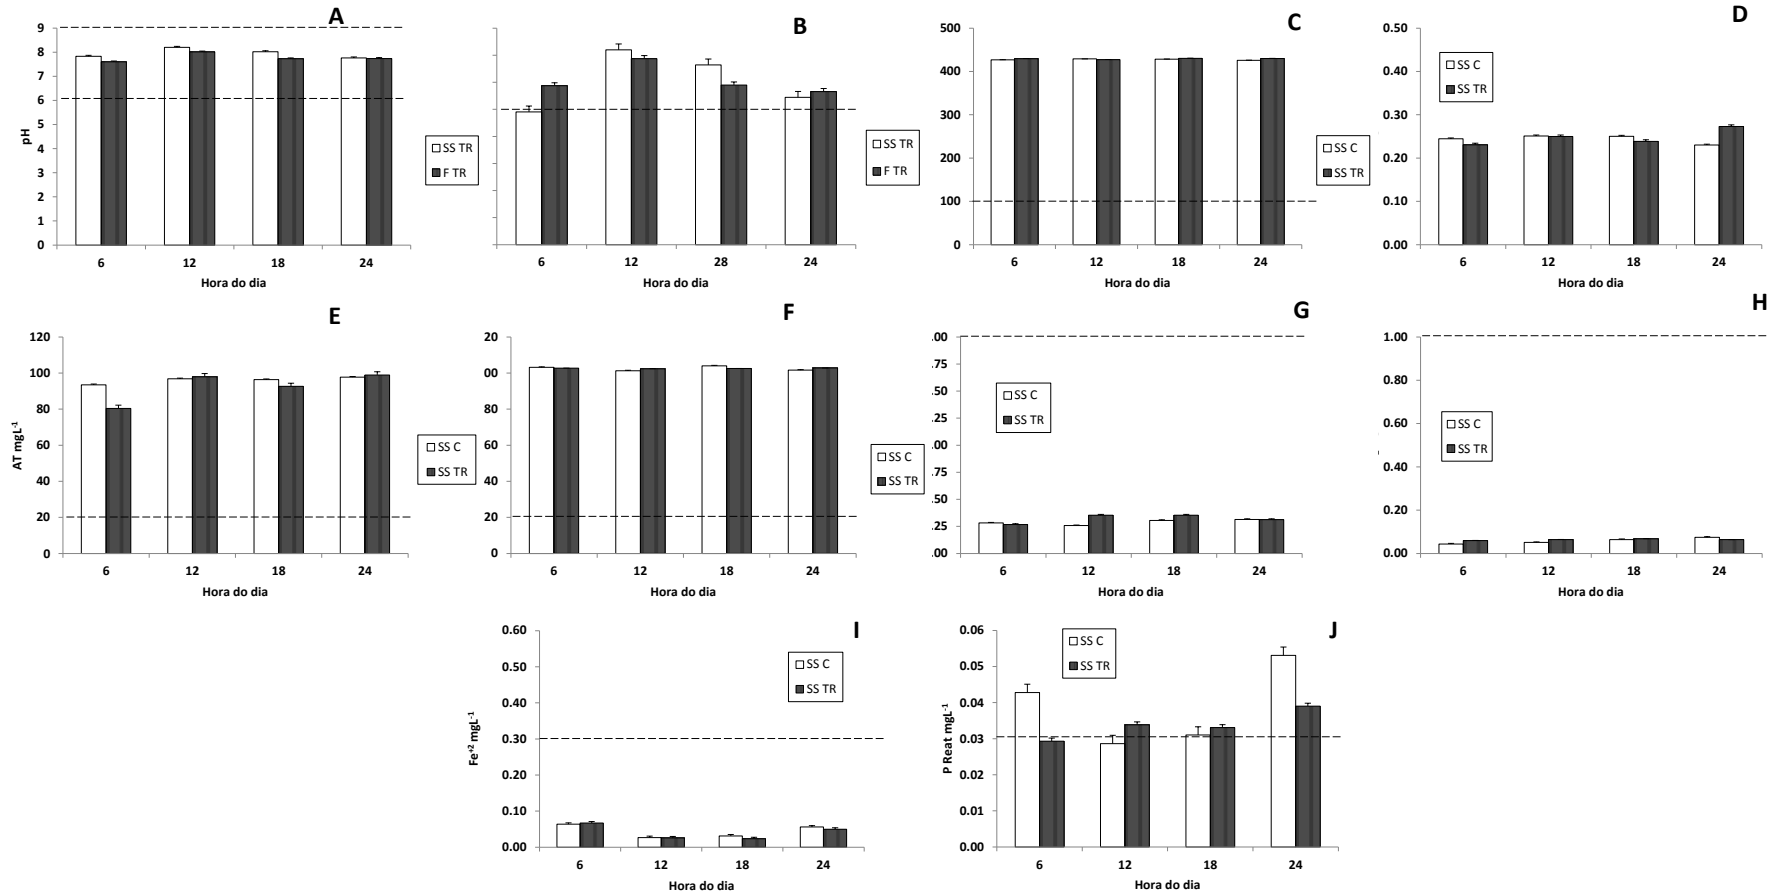 A
9
8
7
6
5
4
3
2
1
0
pH
6 12 18 24
Hora do dia
SS TR
F TR
B
6 12 28 24
Hora do dia
SS TR
F TR
C
500
400
300
200
100
0
6 12 18 24
Hora do dia
SS C
SS TR
D
0.50
0.40
0.30
0.20
0.10
0.00
6 12 18 24
Hora do dia
SS C
SS TR
E
120
100
80
60
40
20
0
AT mgL-1
6 12 18 24
Hora do dia
SS C
SS TR
F
20
00
80
60
40
20
0
6 12 18 24
Hora do dia
SS C
SS TR
G
.00
.75
.50
.25
.00
.75
.50
.25
.00
6 12 18 24
Hora do dia
SS C
SS TR
H
1.00
0.80
0.60
0.40
0.20
0.00
6 12 18 24
Hora do dia
SS C
SS TR
I
0.60
0.50
0.40
0.30
0.20
0.10
0.00
Fe+2 mgL-1
6 12 18 24
Hora do dia
SS C
SS TR
J
0.06
0.05
0.04
0.03
0.02
0.01
0.00
P Reat mgL-1
6 12 18 24
Hora do dia
SS C
SS TR